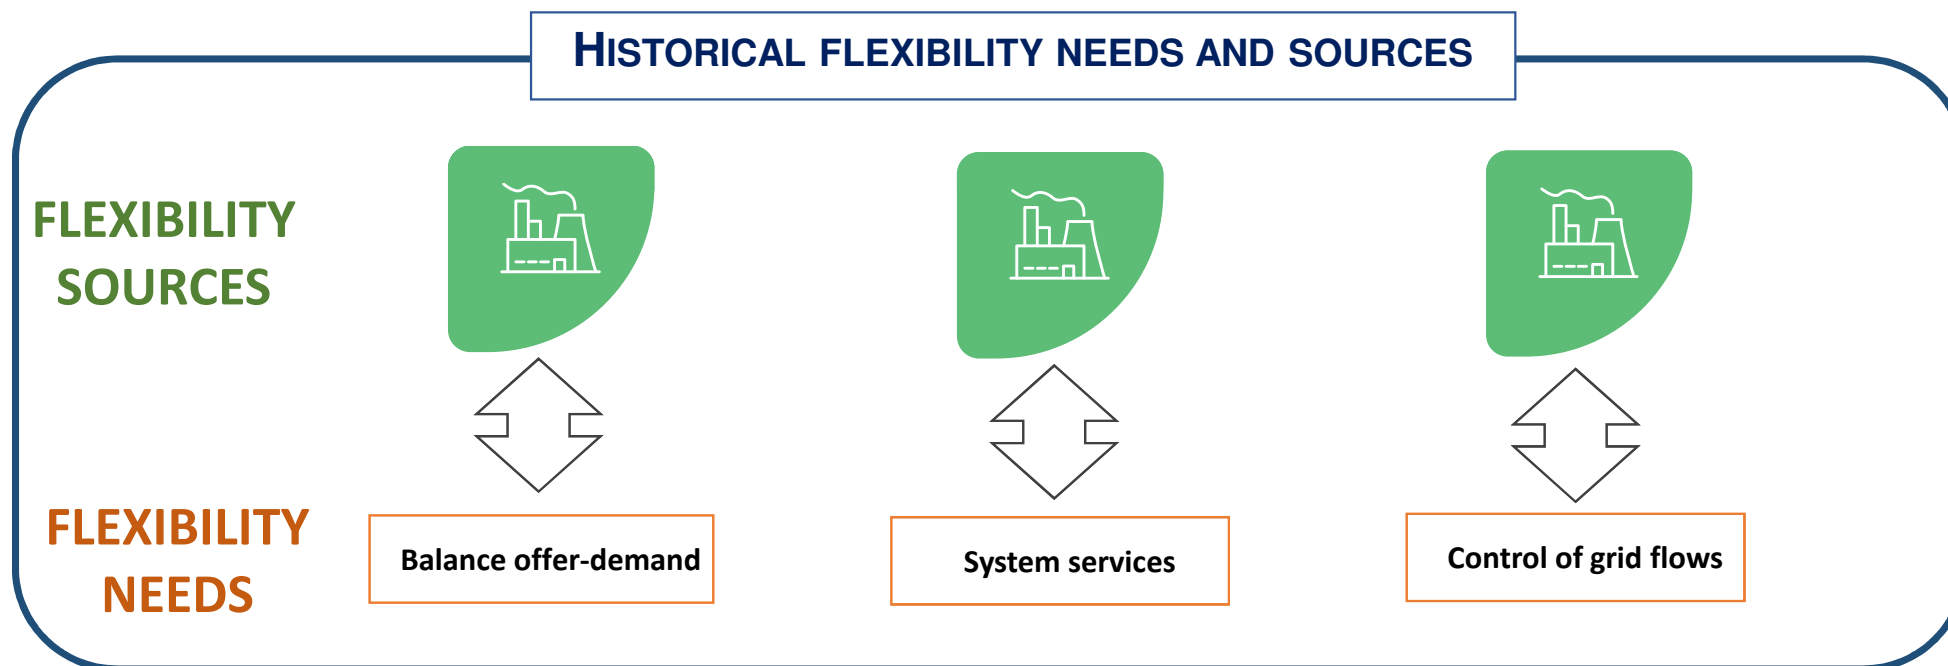 HISTORICAL FLEXIBILITY NEEDS AND SOURCES
FLEXIBILITY
SOURCES
FLEXIBILITY
NEEDS
Balance offer-demand
System services
Control of grid flows